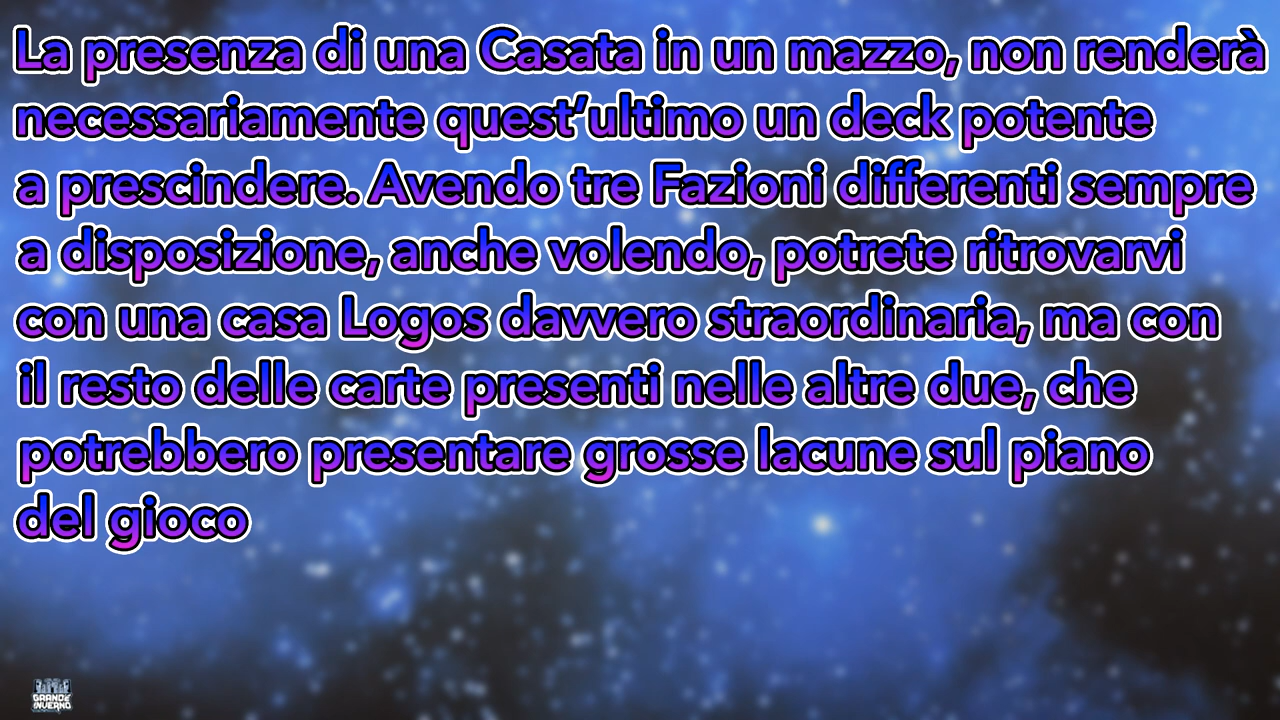 La presenza di una Casata in un mazzo, non renderà
necessariamente quest’ultimo un deck potente
a prescindere. Avendo tre Fazioni differenti sempre
a disposizione, anche volendo, potrete ritrovarvi
con una casa Logos davvero straordinaria, ma con
il resto delle carte presenti nelle altre due, che
potrebbero presentare grosse lacune sul piano
del gioco
GRANDE
INVERNO